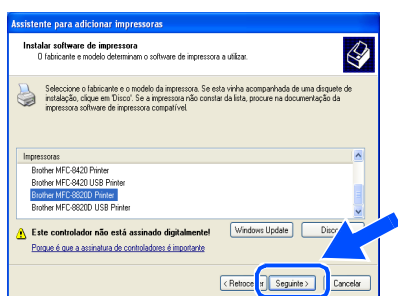 Assistente para adicionar impressoras
Instalar software de impressora
O fabricante e modelo determinam o software de impressora a utilizar.
Seleccione o fabricante e o modelo da impressora. Se esta vinha acompanhada de uma disquete de
instalação, clique em 'Disco'. Se a impressora não constar da lista, procure na documentação da
impressora software de impressora compatível.
Impressoras
Brother MFC-8420 Printer
Brother MFC-8420 USB Printer
Brother MFC-8820D Printer
Brother MFC-8820D USB Printer
Este controlador não está assinado digitalmente!
Porque é que a assinatura de controladores é importante
Windows Update
< Retroceder
Seguinte >
Cancelar